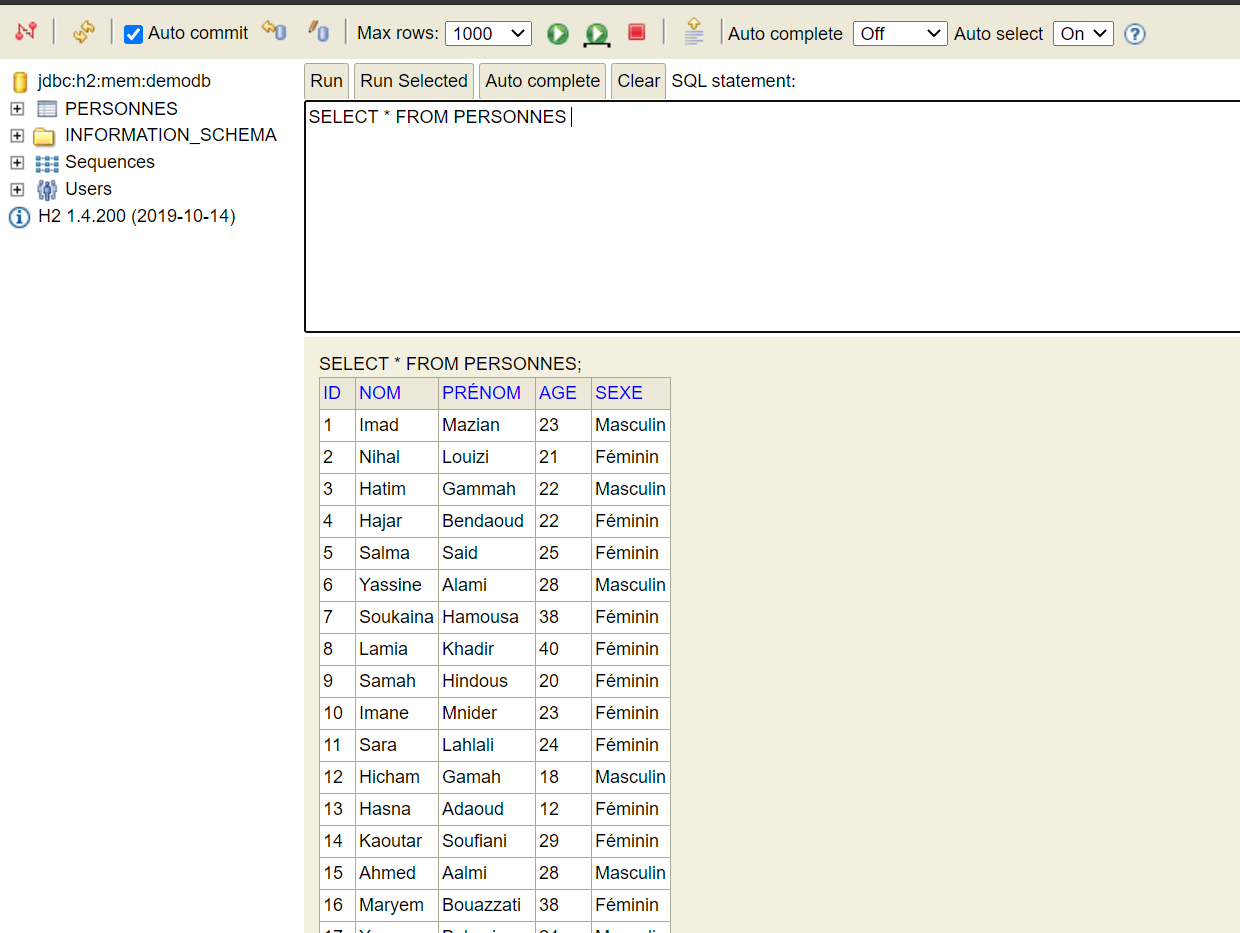 Auto commit Max rows: 1000 Auto complete Off Auto select On
jdbc:h2:mem:demodb
PERSONNES
INFORMATION_SCHEMA
Sequences
Users
H2 1.4.200 (2019-10-14)
Run Run Selected Auto complete Clear SQL statement:
SELECT * FROM PERSONNES
SELECT * FROM PERSONNES;
ID NOM PRÉNOM AGE SEXE
1 Imad Mazian 23 Masculin
2 Nihal Louizi 21 Féminin
3 Hatim Gammah 22 Masculin
4 Hajar Bendaoud 22 Féminin
5 Salma Said 25 Féminin
6 Yassine Alami 28 Masculin
7 Soukaina Hamousa 38 Féminin
8 Lamia Khadir 40 Féminin
9 Samah Hindous 20 Féminin
10 Imane Mnider 23 Féminin
11 Sara Lahlali 24 Féminin
12 Hicham Gamah 18 Masculin
13 Hasna Adaoud 12 Féminin
14 Kaoutar Soufiani 29 Féminin
15 Ahmed Aalmi 28 Masculin
16 Maryem Bouazzati 38 Féminin